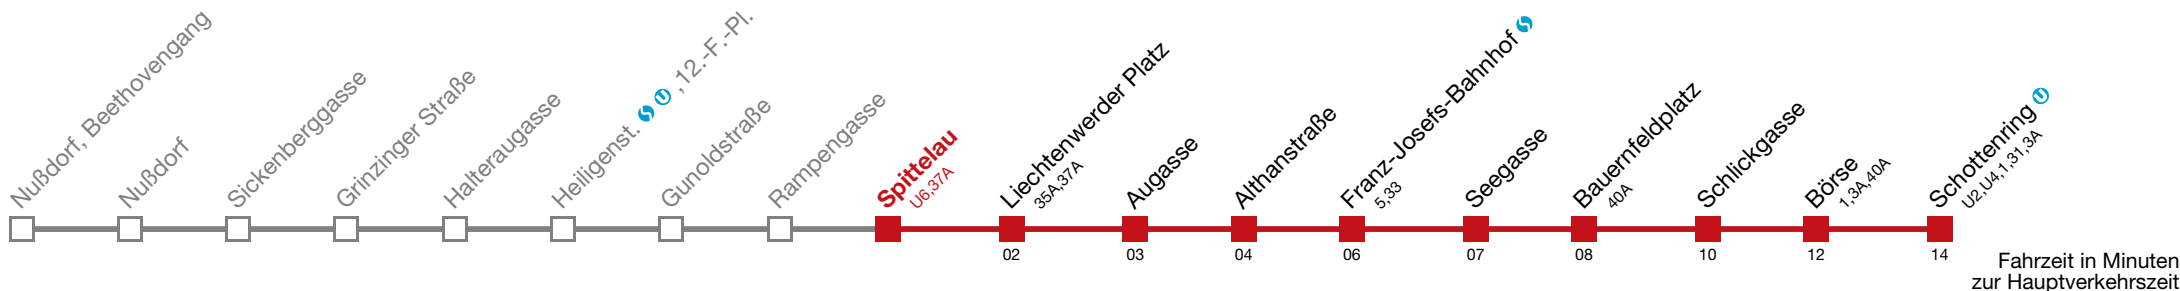 Nußdorf, Beethovengang
Nußdorf
Sickenberggasse
Grinzinger Straße
Halteraugasse
Heiligenst. S U , 12.-F.-Pl.
Gunoldstraße
Rampengasse
Spittelau
U6,37A
Liechtenwerder Platz
35A,37A
02
Augasse
03
Althanstraße
04
Franz-Josefs-Bahnhof S
5,33
06
Seegasse
07
Bauernfeldplatz
40A
08
Schlickgasse
10
Börse
1,3A,40A
12
Schottenring U
U2,U4,1,31,3A
14
Fahrzeit in Minuten
zur Hauptverkehrszeit